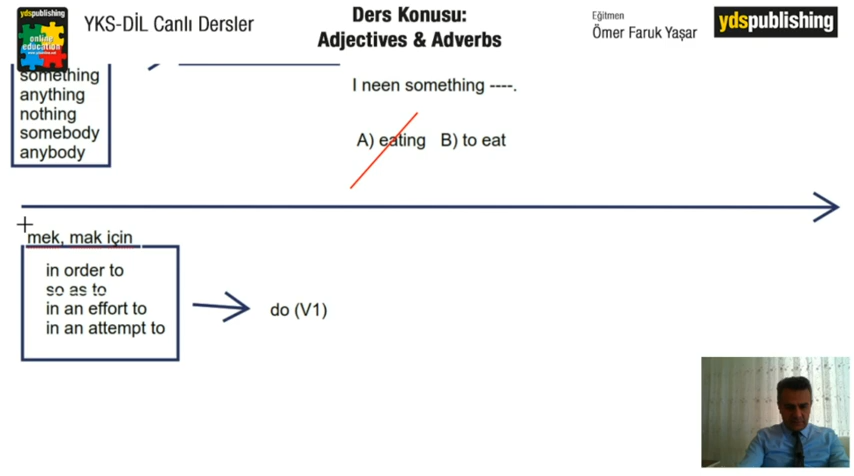 ydspublishing
online
education
YKS-DİL Canlı Dersler
Ders Konusu:
Adjectives & Adverbs
Eğitmen
Ömer Faruk Yaşar
ydspublishing
something
anything
nothing
somebody
anybody
I neen something ----.
A) eating B) to eat
mek, mak için
in order to
so as to
in an effort to
in an attempt to
do (V1)